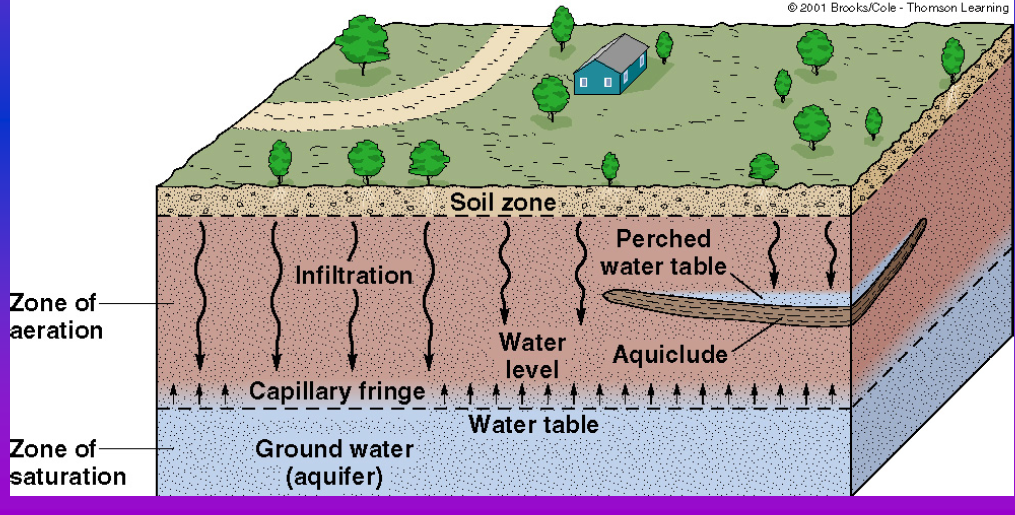 © 2001 Brooks/Cole - Thomson Learning
Soil zone
Perched
water table
Infiltration
Zone of
aeration
Water
level
Aquiclude
Capillary fringe
Water table
Zone of
saturation
Ground water
(aquifer)